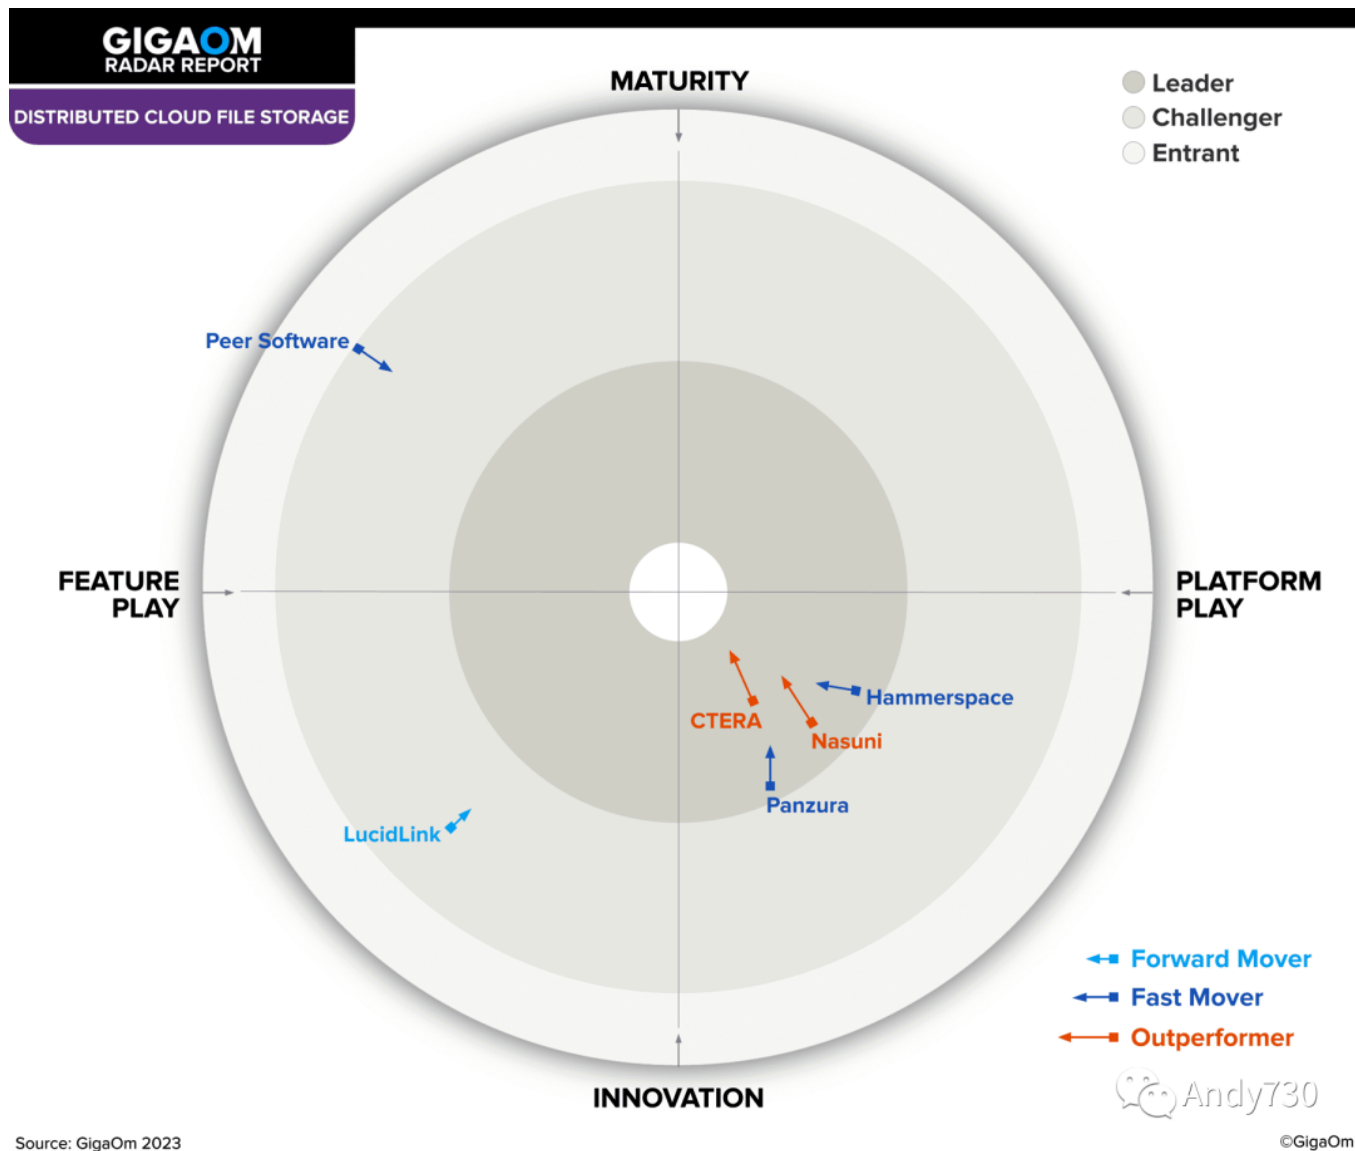 GIGAOM
RADAR REPORT
DISTRIBUTED CLOUD FILE STORAGE
MATURITY
Leader
Challenger
Entrant
Peer Software
FEATURE
PLAY
PLATFORM
PLAY
Hammerspace
CTERA
Nasuni
Panzura
LucidLink
Forward Mover
Fast Mover
Outperformer
INNOVATION
Andy730
Source: GigaOm 2023
©GigaOm